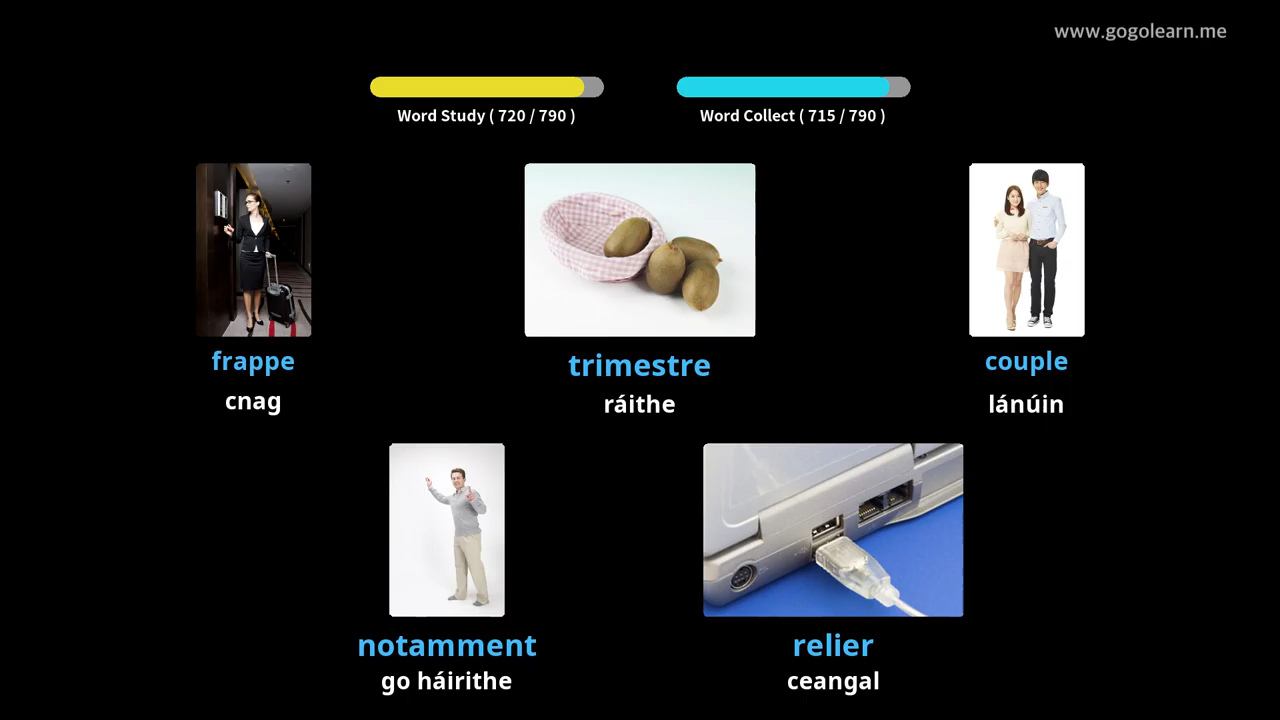 www.gogolearn.me
Word Study ( 720 / 790 )
Word Collect ( 715 / 790 )
frappe
cnag
trimestre
ráithe
couple
lánúin
notamment
go háirithe
relier
ceangal